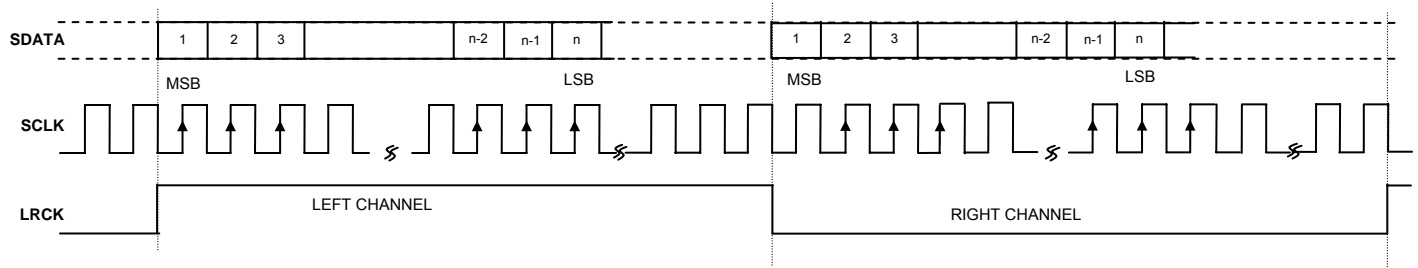 SDATA 1 2 3 n-2 n-1 n 1 2 3 n-2 n-1 n
MSB LSB MSB LSB
SCLK
LEFT CHANNEL
LRCK RIGHT CHANNEL